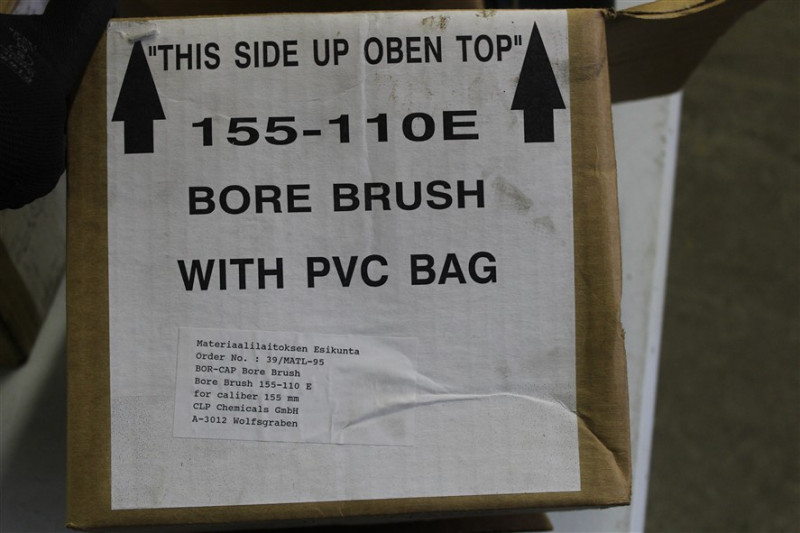 "THIS SIDE UP OBEN TOP"
155-110E
BORE BRUSH
WITH PVC BAG
Materiaalilaitoksen Esikunta
Order No. : 39/MATL-95
BOR-CAP Bore Brush
Bore Brush 155-110 E
for caliber 155 mm
CLP Chemicals GmbH
A-3012 Wolfsgraben